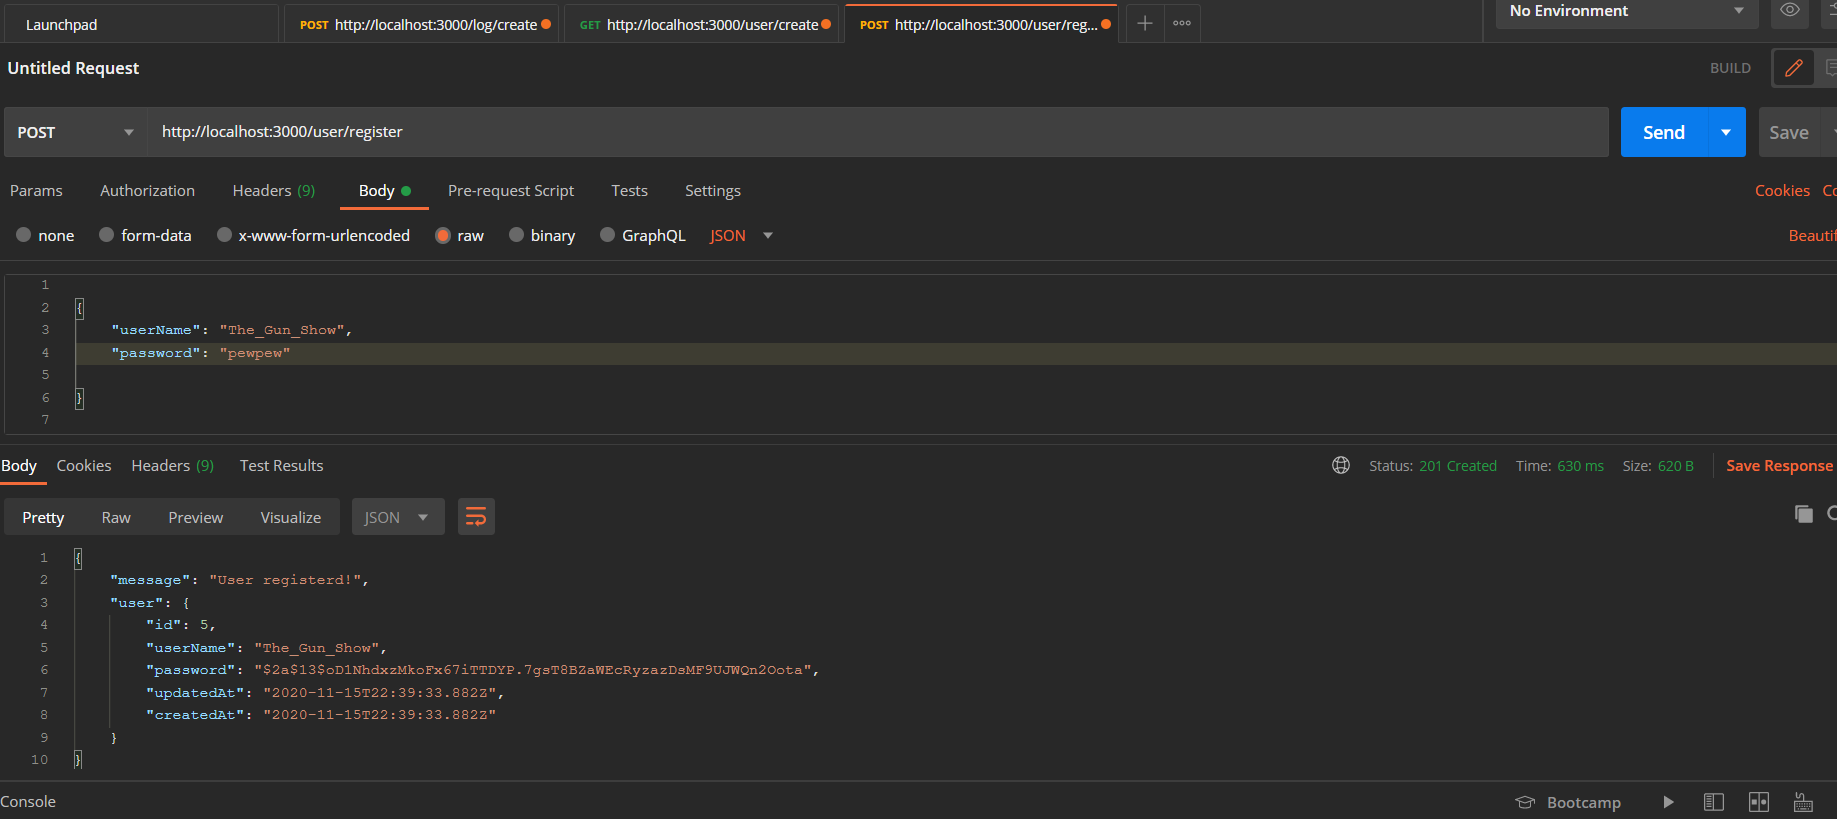 Launchpad
POST http://localhost:3000/log/create
GET http://localhost:3000/user/create
POST http://localhost:3000/user/reg...
No Environment
Untitled Request
BUILD
POST
http://localhost:3000/user/register
Send
Save
Params
Authorization
Headers (9)
Body
Pre-request Script
Tests
Settings
Cookies
none
form-data
x-www-form-urlencoded
raw
binary
GraphQL
JSON
Beautif
1
2 {
3 "userName": "The_Gun_Show",
4 "password": "pewpew"
5
6 }
7
Body
Cookies
Headers (9)
Test Results
Status: 201 Created
Time: 630 ms
Size: 620 B
Save Response
Pretty
Raw
Preview
Visualize
JSON
1 {
2 "message": "User registerd!",
3 "user": {
4 "id": 5,
5 "userName": "The_Gun_Show",
6 "password": "$2a$13$oD1NhdxzMkoFx67iTTDYP.7gsT8BZaWEcRyzazDsMF9UJWQn2Oota",
7 "updatedAt": "2020-11-15T22:39:33.882Z",
8 "createdAt": "2020-11-15T22:39:33.882Z"
9 }
10 }
Console
Bootcamp